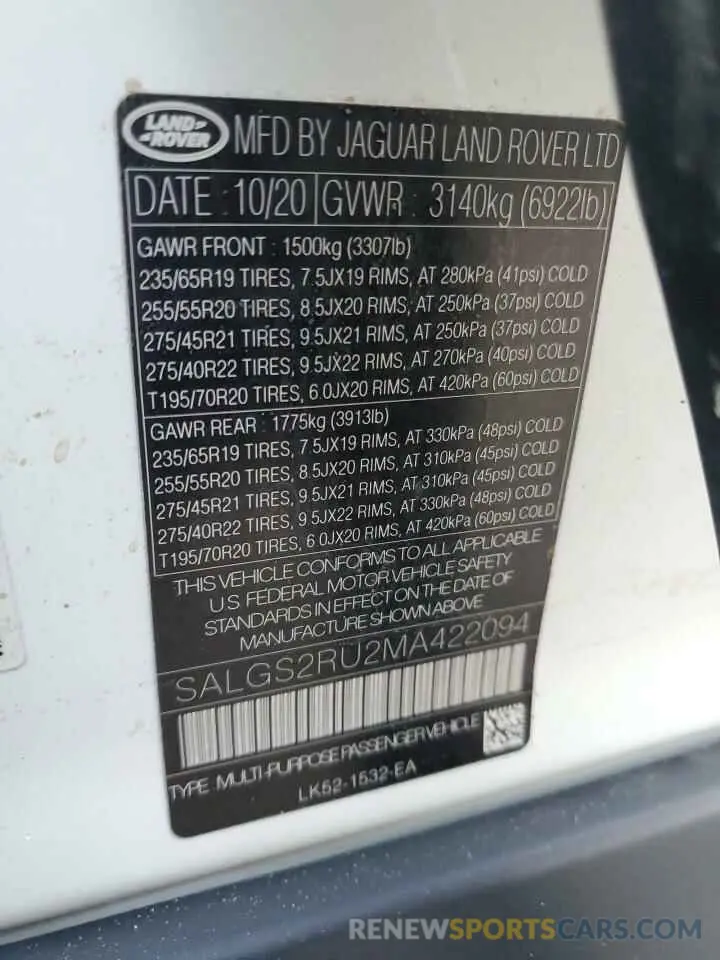 LAND-
-ROVER
MFD BY JAGUAR LAND ROVER LTD
DATE : 10/20 GVWR : 3140kg (6922lb)
GAWR FRONT : 1500kg (3307lb)
235/65R19 TIRES, 7.5JX19 RIMS, AT 280kPa (41psi) COLD
255/55R20 TIRES, 8.5JX20 RIMS, AT 250kPa (37psi) COLD
275/45R21 TIRES, 9.5JX21 RIMS, AT 250kPa (37psi) COLD
275/40R22 TIRES, 9.5JX22 RIMS, AT 270kPa (40psi) COLD
T195/70R20 TIRES, 6.0JX20 RIMS, AT 420kPa (60psi) COLD
GAWR REAR : 1775kg (3913lb)
235/65R19 TIRES, 7.5JX19 RIMS, AT 330kPa (48psi) COLD
255/55R20 TIRES, 8.5JX20 RIMS, AT 310kPa (45psi) COLD
275/45R21 TIRES, 9.5JX21 RIMS, AT 310kPa (45psi) COLD
275/40R22 TIRES, 9.5JX22 RIMS, AT 330kPa (48psi) COLD
T195/70R20 TIRES, 6.0JX20 RIMS, AT 420kPa (60psi) COLD
THIS VEHICLE CONFORMS TO ALL APPLICABLE
U.S. FEDERAL MOTOR VEHICLE SAFETY
STANDARDS IN EFFECT ON THE DATE OF
MANUFACTURE SHOWN ABOVE
SALGS2RU2MA422094
TYPE MULTI-PURPOSE PASSENGER VEHICLE
LK52-1532-EA
RENEWSPORTSCARS.COM